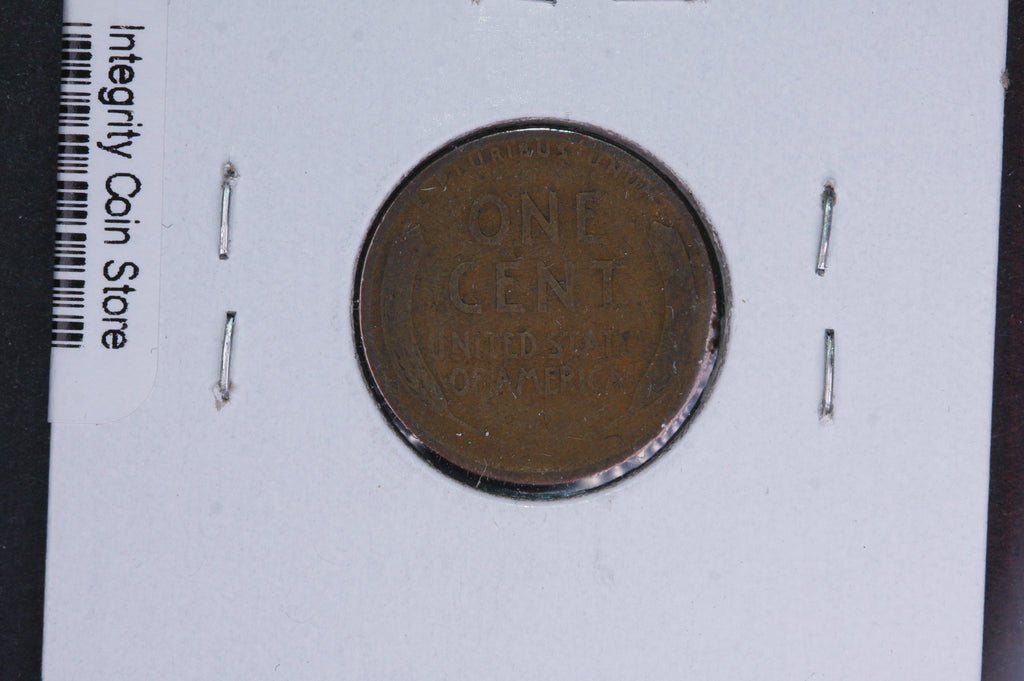 Integrity Coin Store
PLURIBUS UNUM
ONE
CENT
UNITED STATES
OF AMERICA